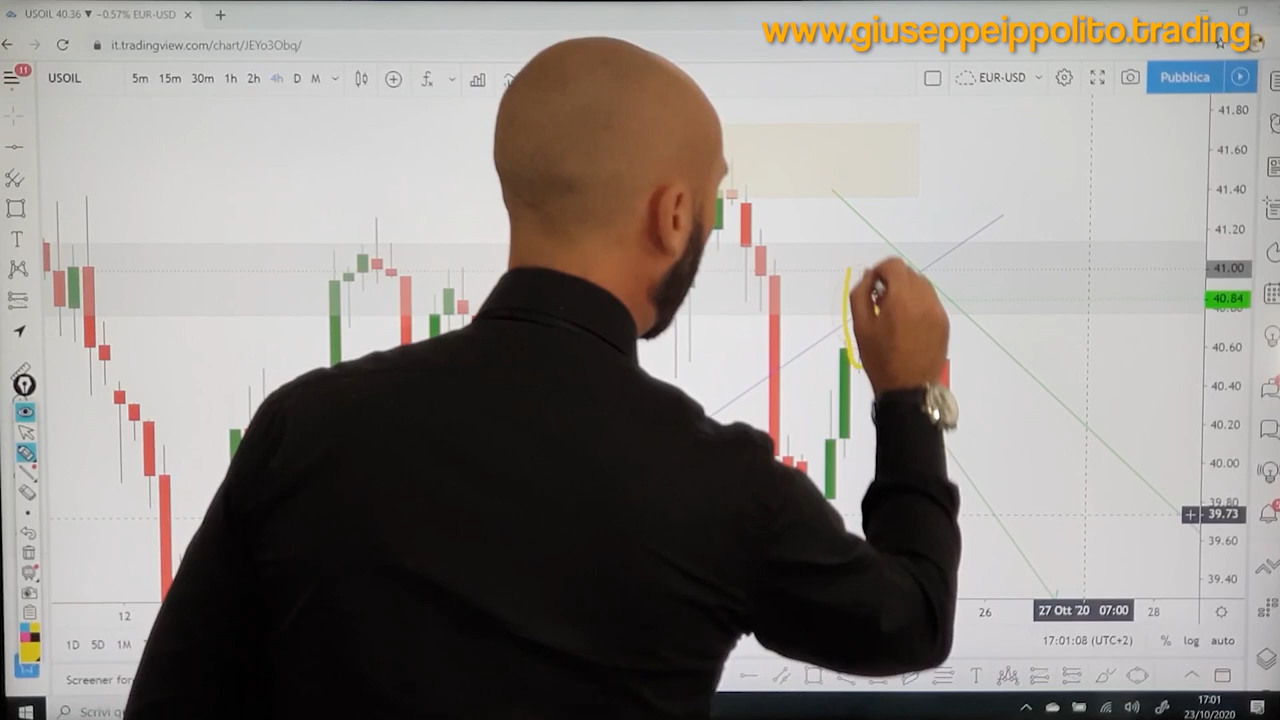 USOIL 40.36 ▼ −0.57% EUR-USD
www.giuseppeippolito.trading
it.tradingview.com/chart/JEYo3Obq/
11
USOIL 5m 15m 30m 1h 2h 4h D M
EUR-USD
Pubblica
41.80
41.60
41.40
41.20
41.00
40.84
40.60
40.40
40.20
40.00
39.80
39.73
39.60
39.40
12
26
27 Ott '20 07:00
28
1D 5D 1M
17:01:08 (UTC+2) % log auto
Screener for
Scrivi qu
17:01
23/10/2020